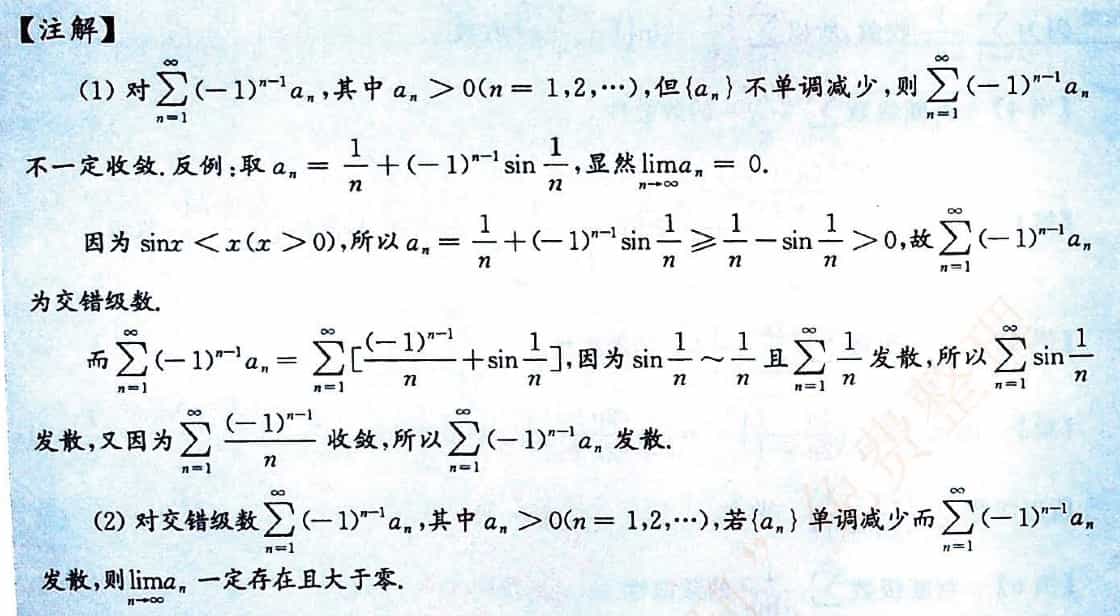 【注解】
(1) 对$\sum_{n=1}^{\infty}(-1)^{n-1}a_n$,其中 $a_n>0(n=1,2,\cdots)$,但$\{a_n\}$ 不单调减少,则 $\sum_{n=1}^{\infty}(-1)^{n-1}a_n$
不一定收敛. 反例:取 $a_n=\frac{1}{n}+(-1)^{n-1}\sin\frac{1}{n}$,显然$\lim_{n\to\infty}a_n=0$.
因为 $\sin x<x(x>0)$,所以 $a_n=\frac{1}{n}+(-1)^{n-1}\sin\frac{1}{n}\geqslant\frac{1}{n}-\sin\frac{1}{n}>0$,故$\sum_{n=1}^{\infty}(-1)^{n-1}a_n$
为交错级数.
而$\sum_{n=1}^{\infty}(-1)^{n-1}a_n=\sum_{n=1}^{\infty}[\frac{(-1)^{n-1}}{n}+\sin\frac{1}{n}]$,因为 $\sin\frac{1}{n}\sim\frac{1}{n}$ 且$\sum_{n=1}^{\infty}\frac{1}{n}$ 发散,所以 $\sum_{n=1}^{\infty}\sin\frac{1}{n}$
发散,又因为$\sum_{n=1}^{\infty}\frac{(-1)^{n-1}}{n}$ 收敛,所以$\sum_{n=1}^{\infty}(-1)^{n-1}a_n$ 发散.
(2) 对交错级数$\sum_{n=1}^{\infty}(-1)^{n-1}a_n$,其中 $a_n>0(n=1,2,\cdots)$,若$\{a_n\}$ 单调减少而$\sum_{n=1}^{\infty}(-1)^{n-1}a_n$
发散,则$\lim_{n\to\infty}a_n$ 一定存在且大于零.